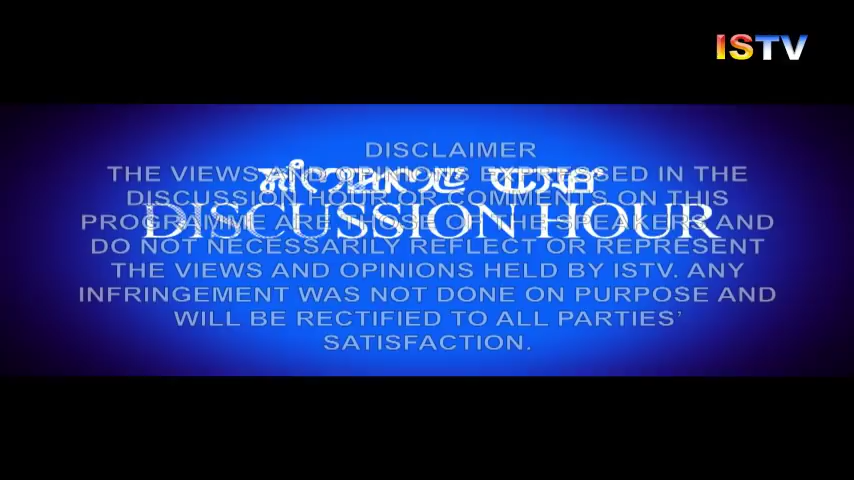 ISTV
DISCLAIMER
THE VIEWS AND OPINIONS EXPRESSED IN THE
DISCUSSION HOUR OR COMMENTS ON THIS
PROGRAMME ARE THOSE OF THE SPEAKERS AND
DISCUSSION HOUR
DO NOT NECESSARILY REFLECT OR REPRESENT
THE VIEWS AND OPINIONS HELD BY ISTV. ANY
INFRINGEMENT WAS NOT DONE ON PURPOSE AND
WILL BE RECTIFIED TO ALL PARTIES'
SATISFACTION.